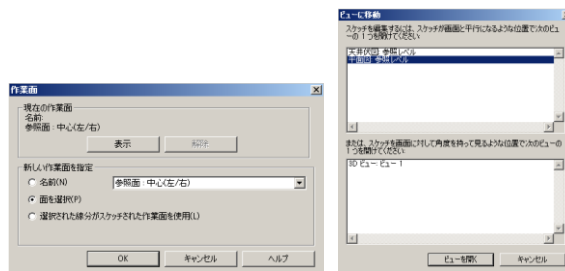 作業面
現在の作業面
名前:
参照面 : 中心(左/右)
表示
解除
新しい作業面を指定
名前(N)
参照面 : 中心(左/右)
面を選択(P)
選択された線分がスケッチされた作業面を使用(L)
OK
キャンセル
ヘルプ
ビューに移動
スケッチを編集するには、スケッチが画面と平行になるような位置で次のビュ
ーの 1 つを開けてください
天井伏図: 参照レベル
平面図: 参照レベル
または、スケッチを画面に対して角度を持って見るような位置で次のビューの
1 つを開けてください
3D ビュー: ビュー 1
ビューを開く
キャンセル